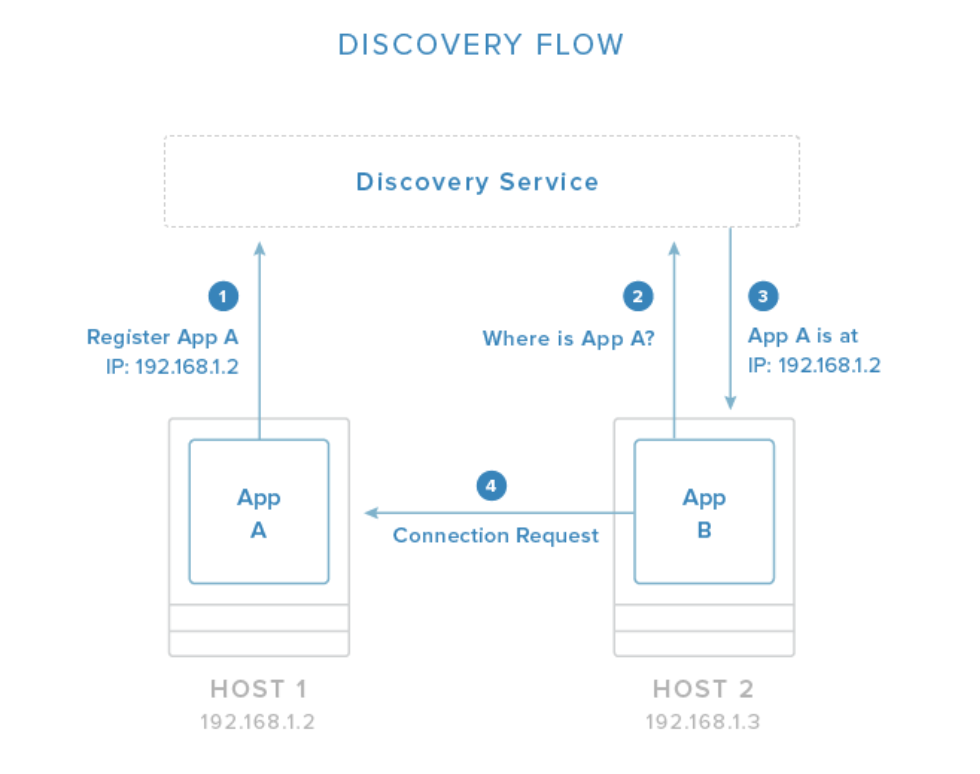 DISCOVERY FLOW
Discovery Service
1
Register App A
IP: 192.168.1.2
2
Where is App A?
3
App A is at
IP: 192.168.1.2
App
A
4
Connection Request
App
B
HOST 1
192.168.1.2
HOST 2
192.168.1.3